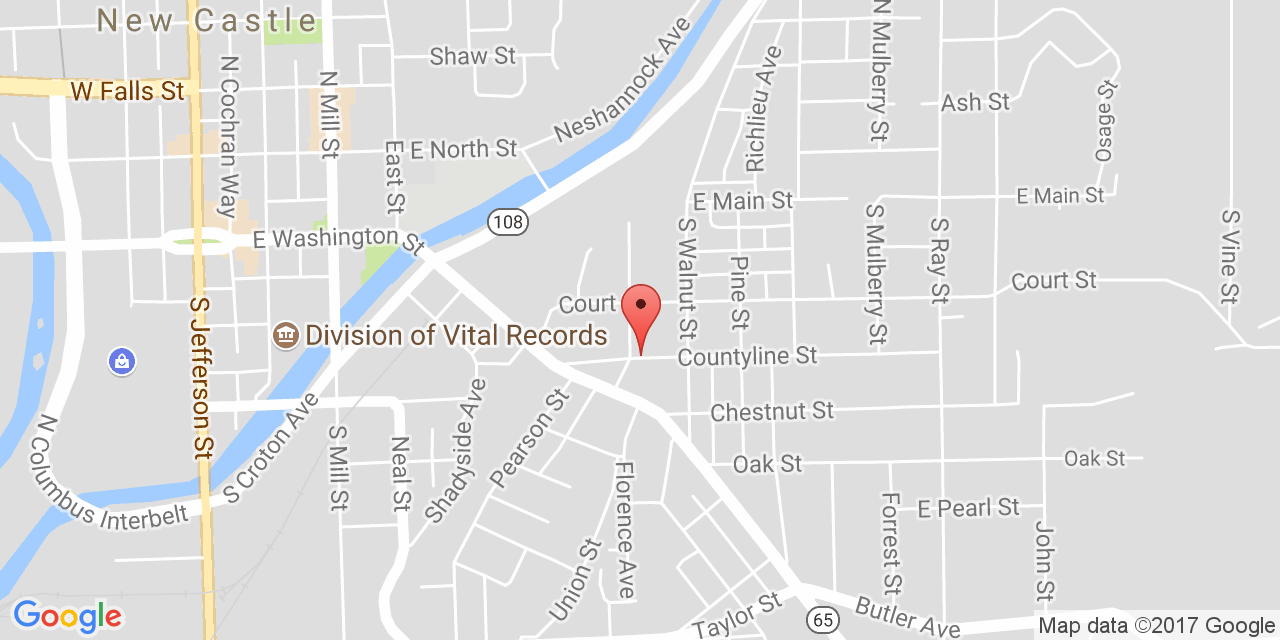 New Castle
Shaw St
Neshannock Ave
N Mulberry St
Richlieu Ave
W Falls St
N Cochran Way
N Mill St
Ash St
Osage St
East St
E North St
E Main St
E Main St
108
E Washington St
S Walnut St
Pine St
S Mulberry St
S Ray St
S Vine St
Court St
Court
S Jefferson St
Division of Vital Records
Countyline St
Chestnut St
Oak St
Oak St
N Columbus Interbelt
S Croton Ave
S Mill St
Neal St
Shadyside Ave
Pearson St
Florence Ave
Union St
E Pearl St
Forrest St
John St
Taylor St
65
Butler Ave
Google
Map data ©2017 Google